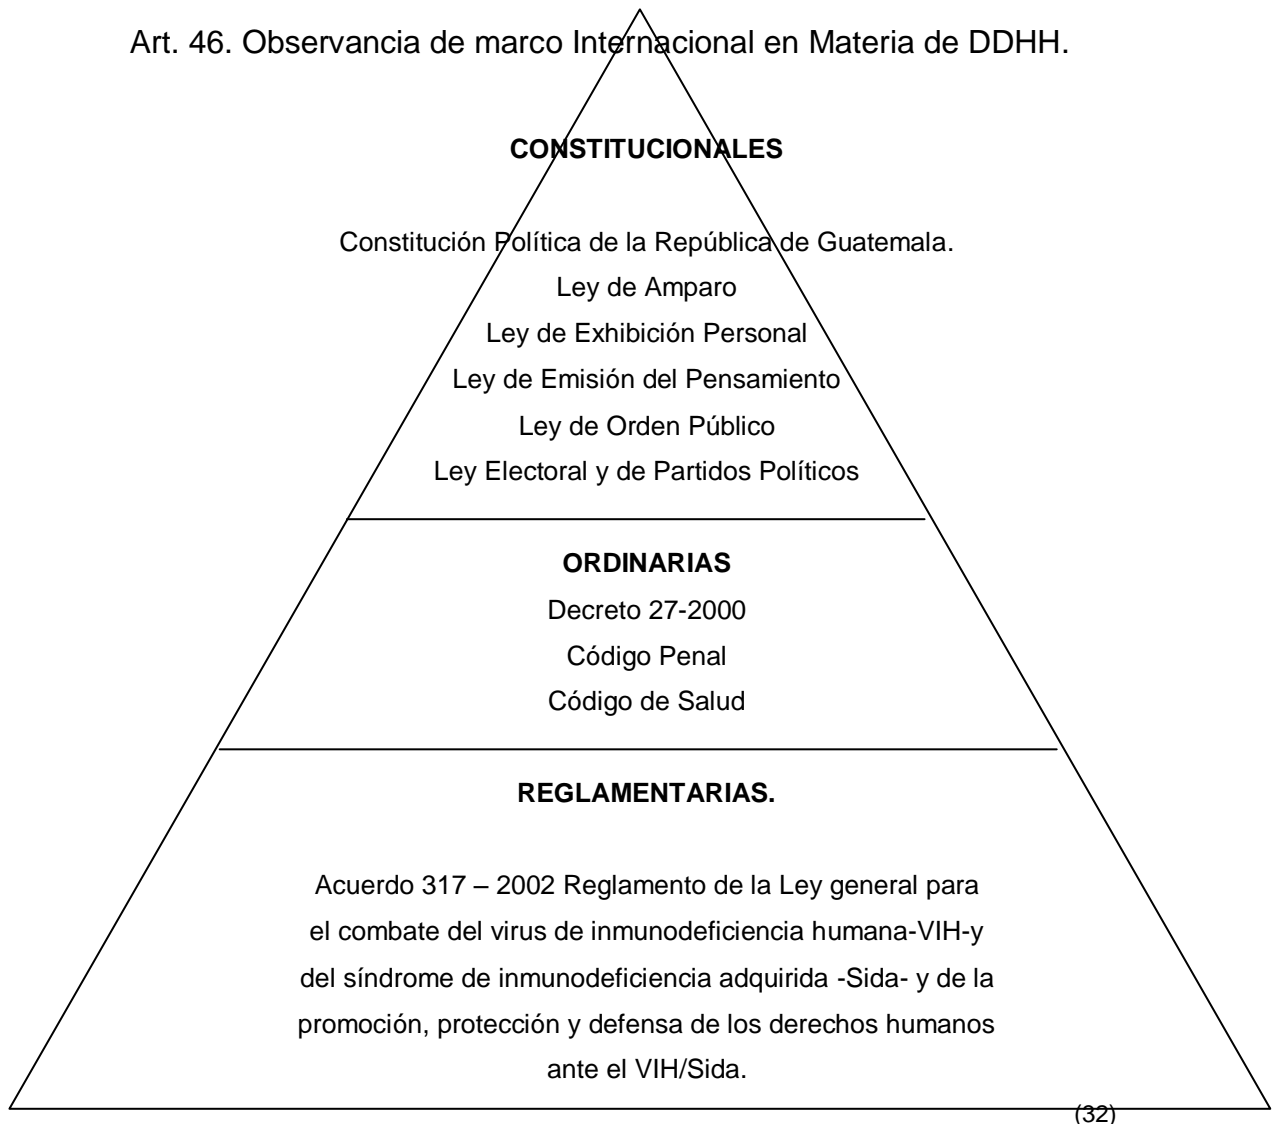 Art. 46. Observancia de marco Internacional en Materia de DDHH.
CONSTITUCIONALES
Constitución Política de la República de Guatemala.
Ley de Amparo
Ley de Exhibición Personal
Ley de Emisión del Pensamiento
Ley de Orden Público
Ley Electoral y de Partidos Políticos
ORDINARIAS
Decreto 27-2000
Código Penal
Código de Salud
REGLAMENTARIAS.
Acuerdo 317 – 2002 Reglamento de la Ley general para
el combate del virus de inmunodeficiencia humana-VIH-y
del síndrome de inmunodeficiencia adquirida -Sida- y de la
promoción, protección y defensa de los derechos humanos
ante el VIH/Sida.
(32)